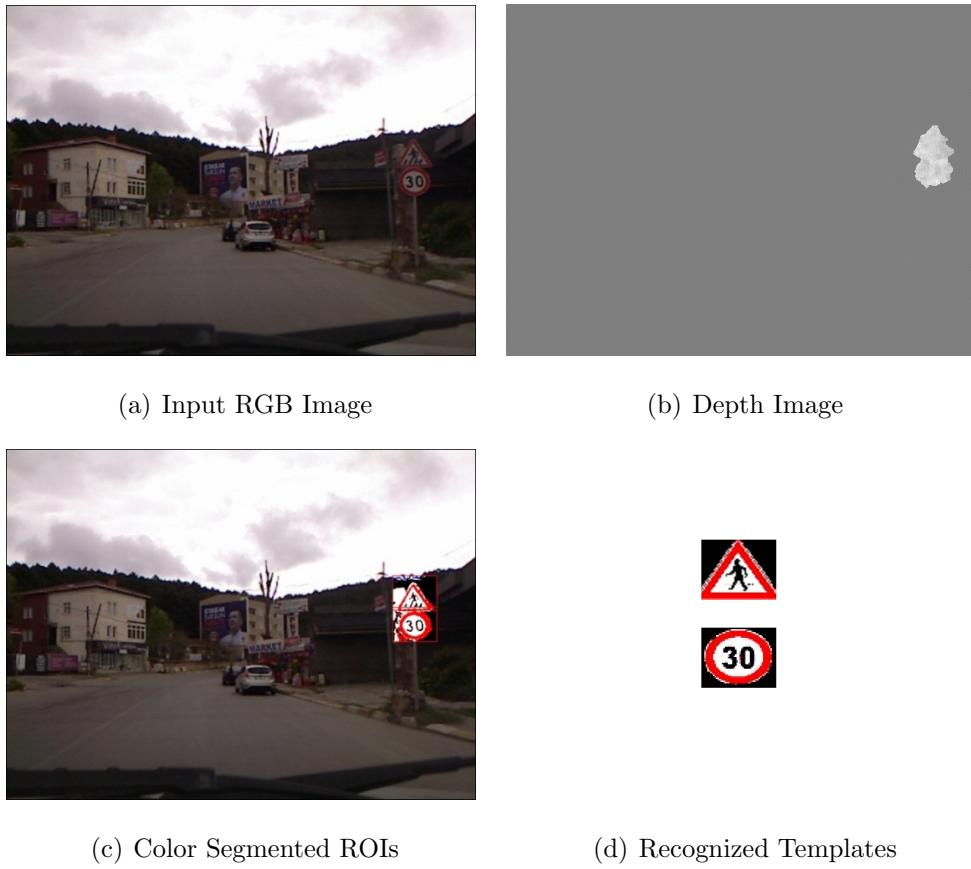 30
MARKET
(a) Input RGB Image
(b) Depth Image
30
MARKET
(c) Color Segmented ROIs
30
(d) Recognized Templates